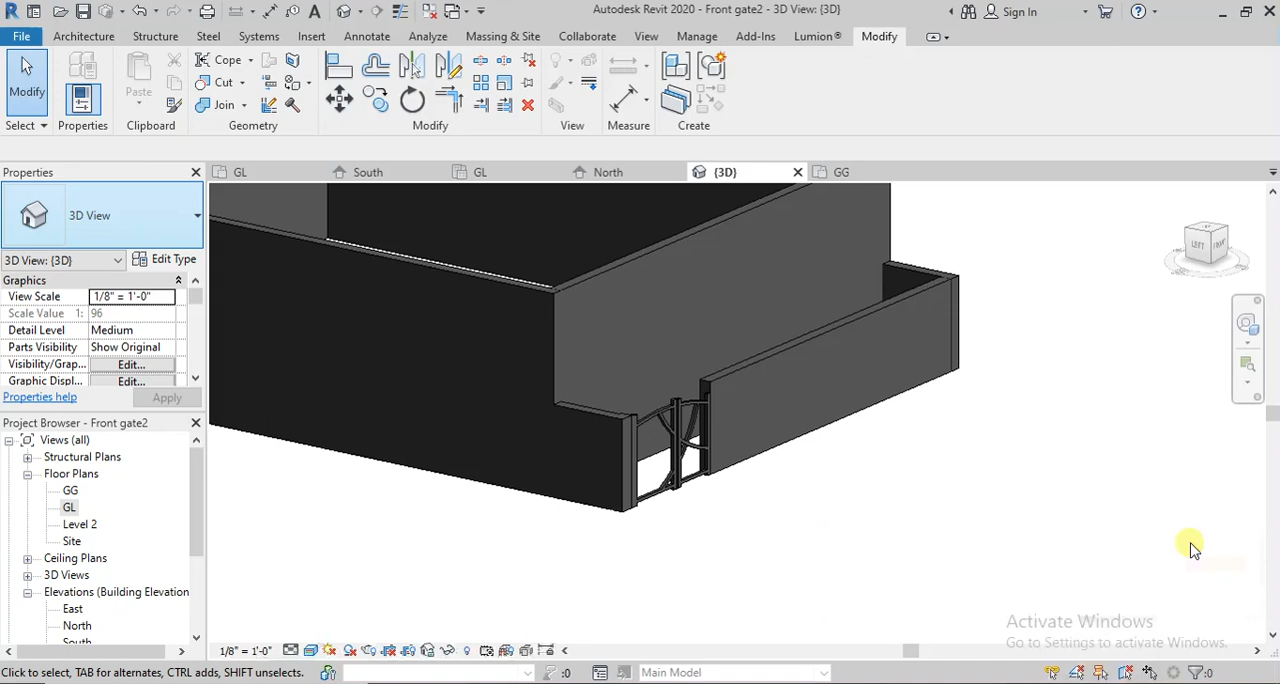 Autodesk Revit 2020 - Front gate2 - 3D View: {3D}
Sign In
File Architecture Structure Steel Systems Insert Annotate Analyze Massing & Site Collaborate View Manage Add-Ins Lumion® Modify
Modify
Properties
Paste
Cope
Cut
Join
Select Properties Clipboard Geometry Modify View Measure Create
Properties
GL South GL North {3D} GG
3D View
3D View: {3D} Edit Type
Graphics
View Scale 1/8" = 1'-0"
Scale Value 1: 96
Detail Level Medium
Parts Visibility Show Original
Visibility/Grap... Edit...
Graphic Displ... Edit...
Properties help Apply
Project Browser - Front gate2
Views (all)
Structural Plans
Floor Plans
GG
GL
Level 2
Site
Ceiling Plans
3D Views
Elevations (Building Elevation
East
North
South
LEFT FRONT
Activate Windows
Go to Settings to activate Windows.
1/8" = 1'-0"
Click to select, TAB for alternates, CTRL adds, SHIFT unselects. :0 Main Model :0